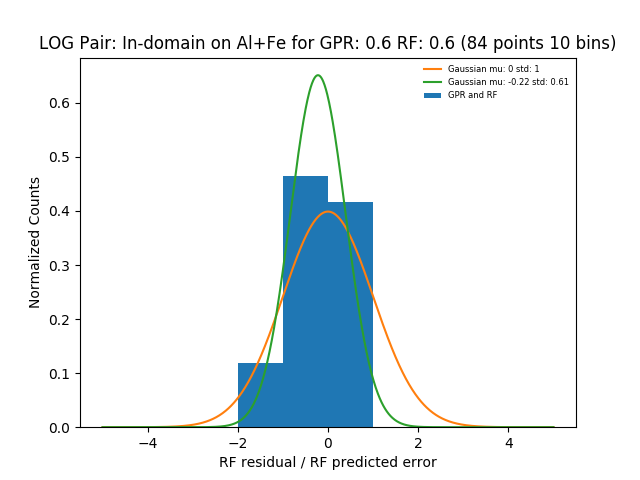 LOG Pair: In-domain on Al+Fe for GPR: 0.6 RF: 0.6 (84 points 10 bins)
Gaussian mu: 0 std: 1
Gaussian mu: -0.22 std: 0.61
GPR and RF
Normalized Counts
0.6
0.5
0.4
0.3
0.2
0.1
0.0
−4 −2 0 2 4
RF residual / RF predicted error